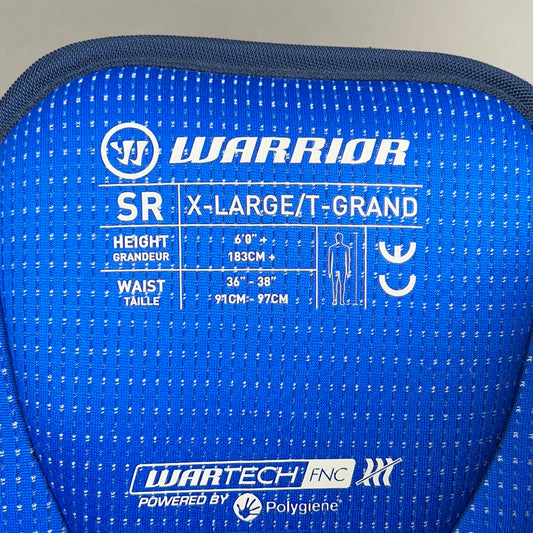 WARRIOR
SR X-LARGE/T-GRAND
HEIGHT 6'0" +
GRANDEUR 183CM +
WAIST 36" - 38"
TAILLE 91CM - 97CM
CE
WARTECH FNC
POWERED BY Polygiene®